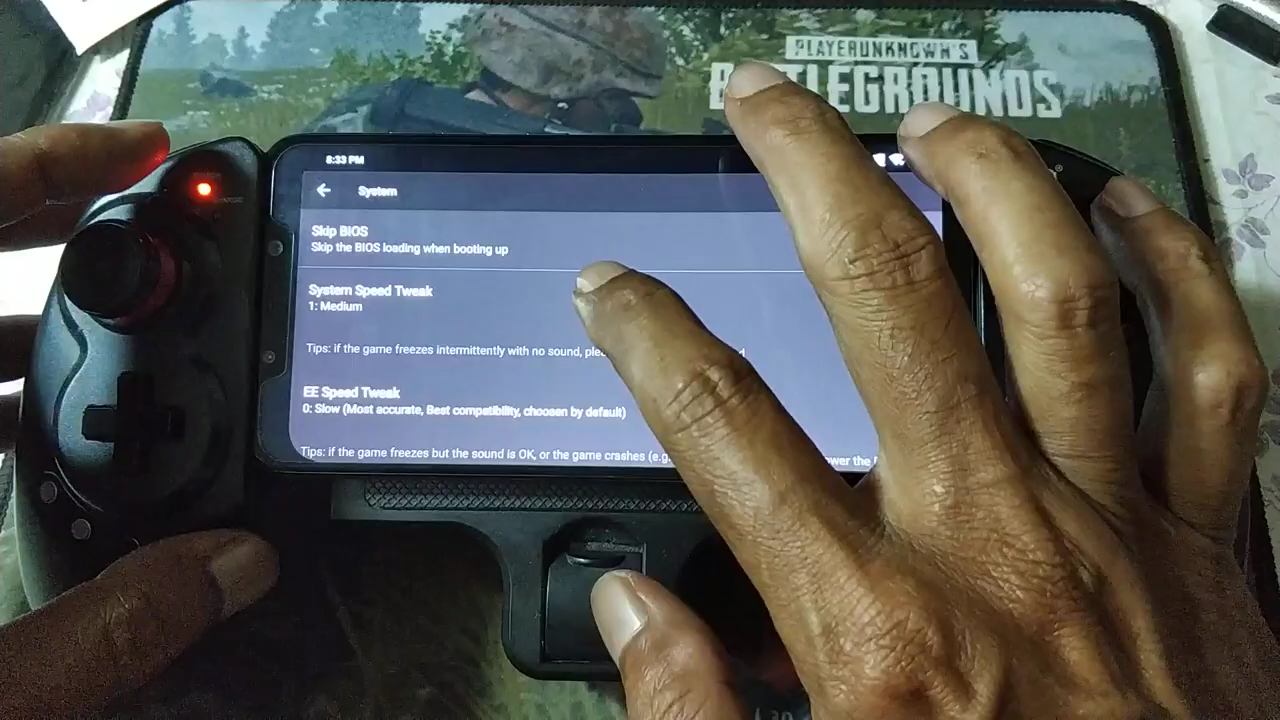 PLAYERUNKNOWN'S
8:33 PM
System
Skip BIOS
Skip the BIOS loading when booting up
System Speed Tweak
1: Medium
Tips: if the game freezes intermittently with no sound,
EE Speed Tweak
0: Slow (Most accurate, Best compatibility, choosen by default)
Tips: if the game freezes but the sound is OK, or the game crashes